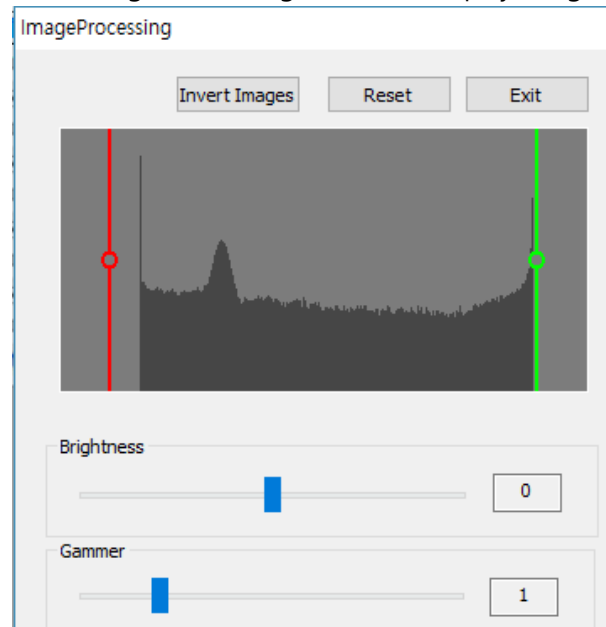 ImageProcessing
Invert Images Reset Exit
Brightness
0
Gammer
1